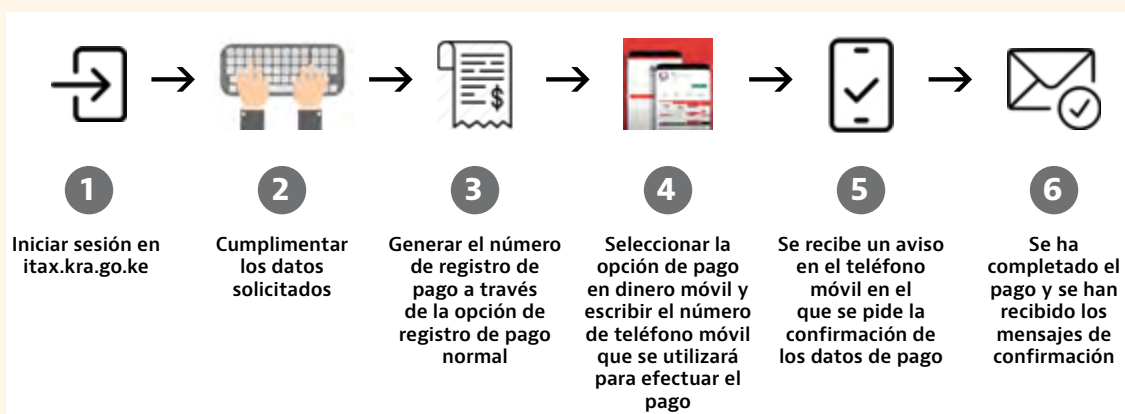 1
Iniciar sesión en
itax.kra.go.ke
2
Cumplimentar
los datos
solicitados
3
Generar el número
de registro de
pago a través
de la opción de
registro de pago
normal
4
Seleccionar la
opción de pago
en dinero móvil y
escribir el número
de teléfono móvil
que se utilizará
para efectuar el
pago
5
Se recibe un aviso
en el teléfono
móvil en el
que se pide la
confirmación de
los datos de pago
6
Se ha
completado el
pago y se han
recibido los
mensajes de
confirmación